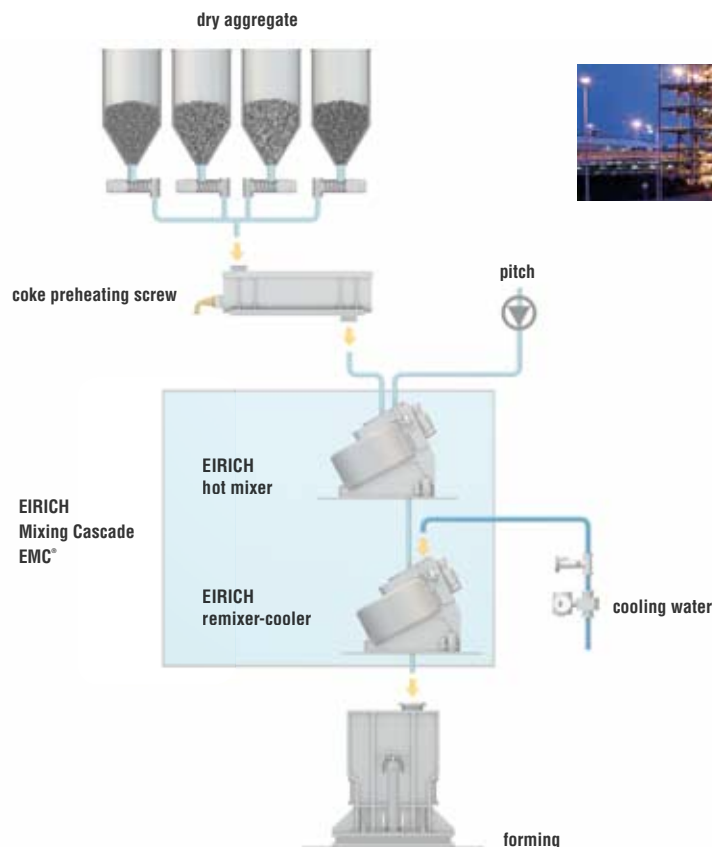 dry aggregate
coke preheating screw
pitch
EIRICH
hot mixer
EIRICH
Mixing Cascade
EMC®
EIRICH
remixer-cooler
cooling water
forming